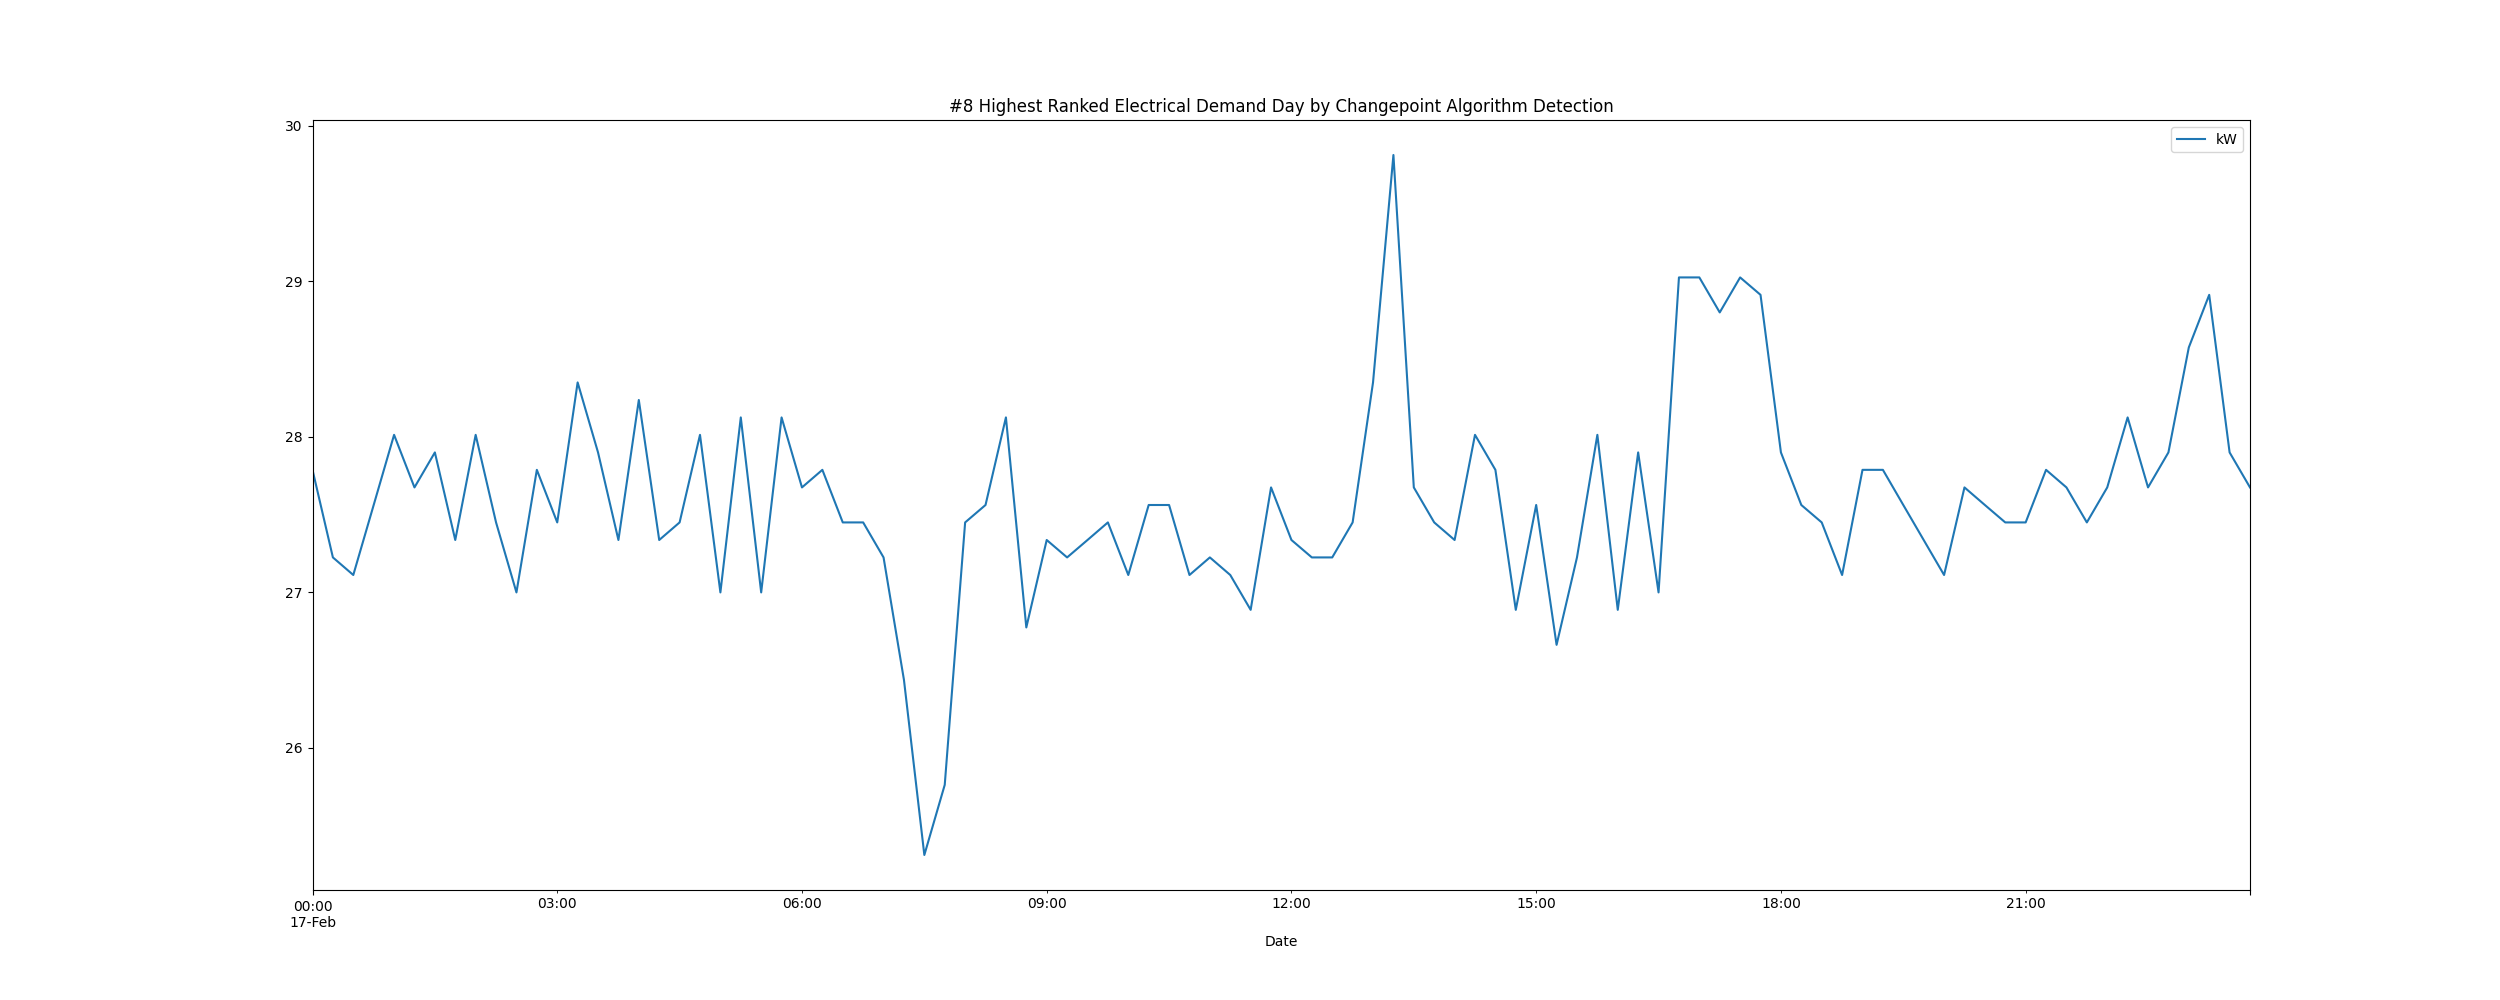 #8 Highest Ranked Electrical Demand Day by Changepoint Algorithm Detection
kW
30
29
28
27
26
00:00 03:00 06:00 09:00 12:00 15:00 18:00 21:00
17-Feb
Date